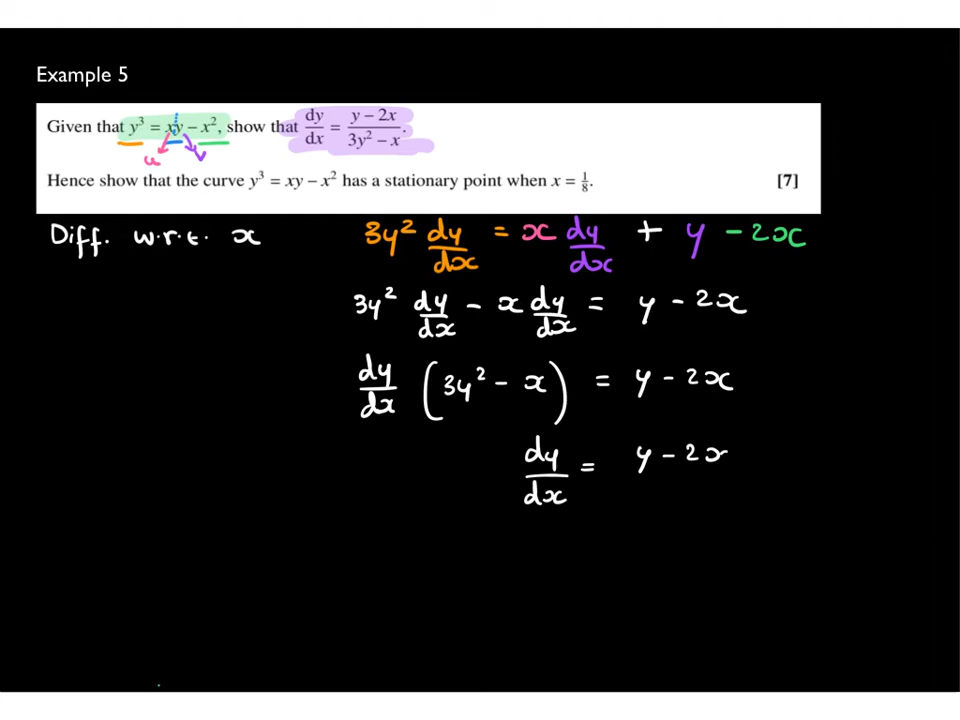 Example 5
Given that y³ = xy – x², show that dy/dx = (y – 2x)/(3y² – x).
u v
Hence show that the curve y³ = xy – x² has a stationary point when x = 1/8. [7]
Diff. w.r.t. x 3y² dy/dx = x dy/dx + y - 2x
3y² dy/dx - x dy/dx = y - 2x
dy/dx (3y² - x) = y - 2x
dy/dx = y - 2x